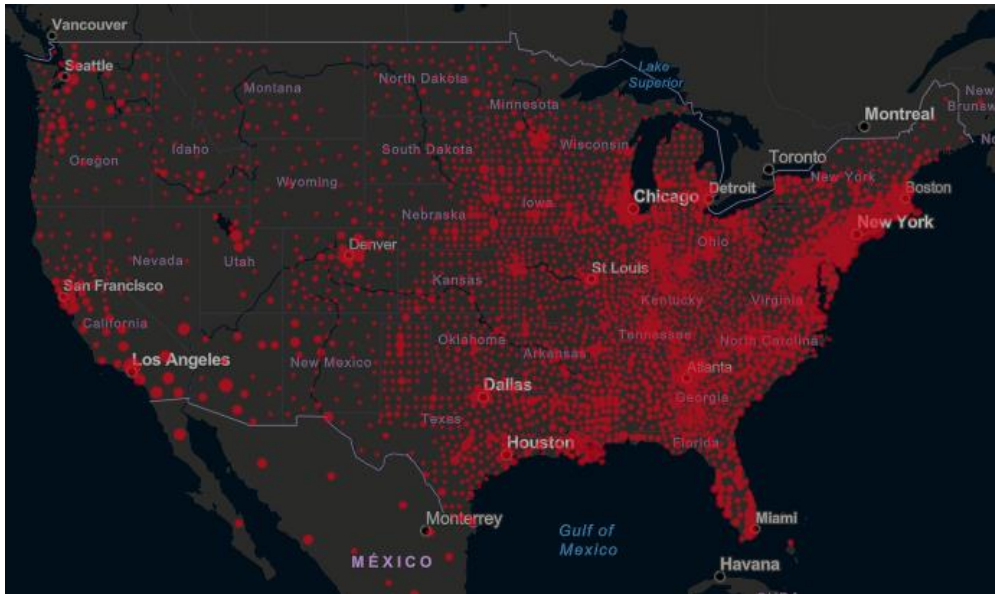 Vancouver
Seattle
Montana
North Dakota
Minnesota
Lake
Superior
Montreal
New
Brunsw
Oregon
Idaho
South Dakota
Wisconsin
Toronto
No
Wyoming
New York
Chicago
Detroit
Boston
Nebraska
Iowa
New York
Nevada
Utah
Denver
Ohio
San Francisco
Kansas
St Louis
Kentucky
Virginia
California
Oklahoma
Tennessee
North Carolina
Los Angeles
New Mexico
Arkansas
Atlanta
Dallas
Georgia
Texas
Houston
Florida
Monterrey
Gulf of
Mexico
Miami
MÉXICO
Havana